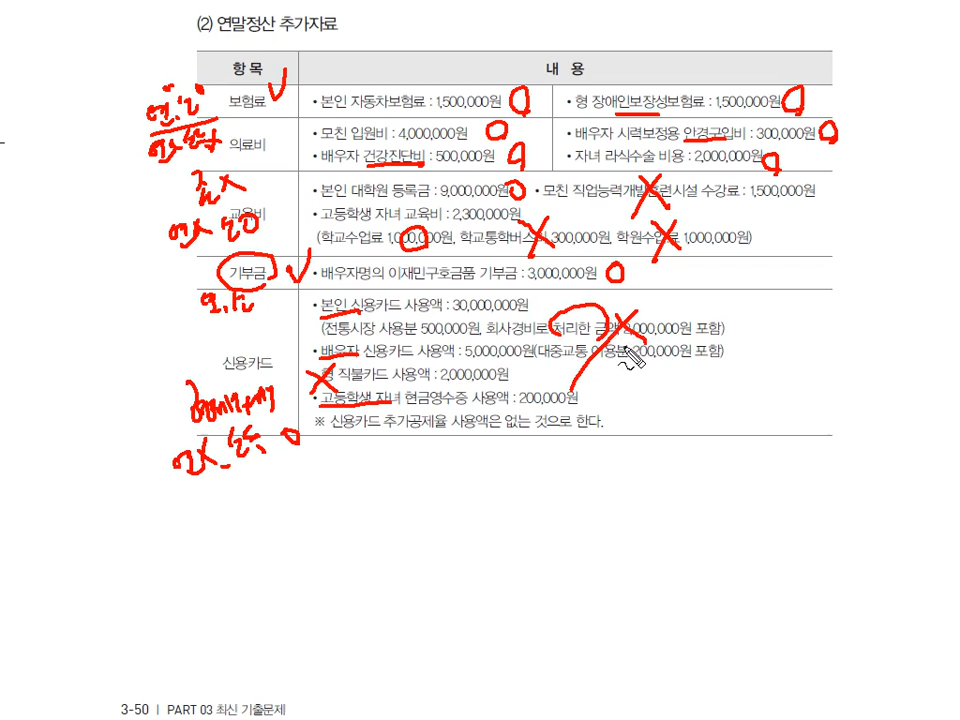 (2) 연말정산 추가자료
항 목 내 용
보험료 • 본인 자동차보험료 : 1,500,000원 • 형 장애인보장성보험료 : 1,500,000원
의료비 • 모친 입원비 : 4,000,000원 • 배우자 시력보정용 안경구입비 : 300,000원
• 배우자 건강진단비 : 500,000원 • 자녀 라식수술 비용 : 2,000,000원
교육비 • 본인 대학원 등록금 : 9,000,000원 • 모친 직업능력개발훈련시설 수강료 : 1,500,000원
• 고등학생 자녀 교육비 : 2,300,000원
(학교수업료 1,000,000원, 학교통학버스비 300,000원, 학원수업료 1,000,000원)
기부금 • 배우자명의 이재민구호금품 기부금 : 3,000,000원
신용카드 • 본인 신용카드 사용액 : 30,000,000원
(전통시장 사용분 500,000원, 회사경비로 처리한 금액 000,000원 포함)
• 배우자 신용카드 사용액 : 5,000,000원(대중교통 이용분 200,000원 포함)
형 직불카드 사용액 : 2,000,000원
• 고등학생 자녀 현금영수증 사용액 : 200,000원
※ 신용카드 추가공제율 사용액은 없는 것으로 한다.
3-50 | PART 03 최신 기출문제